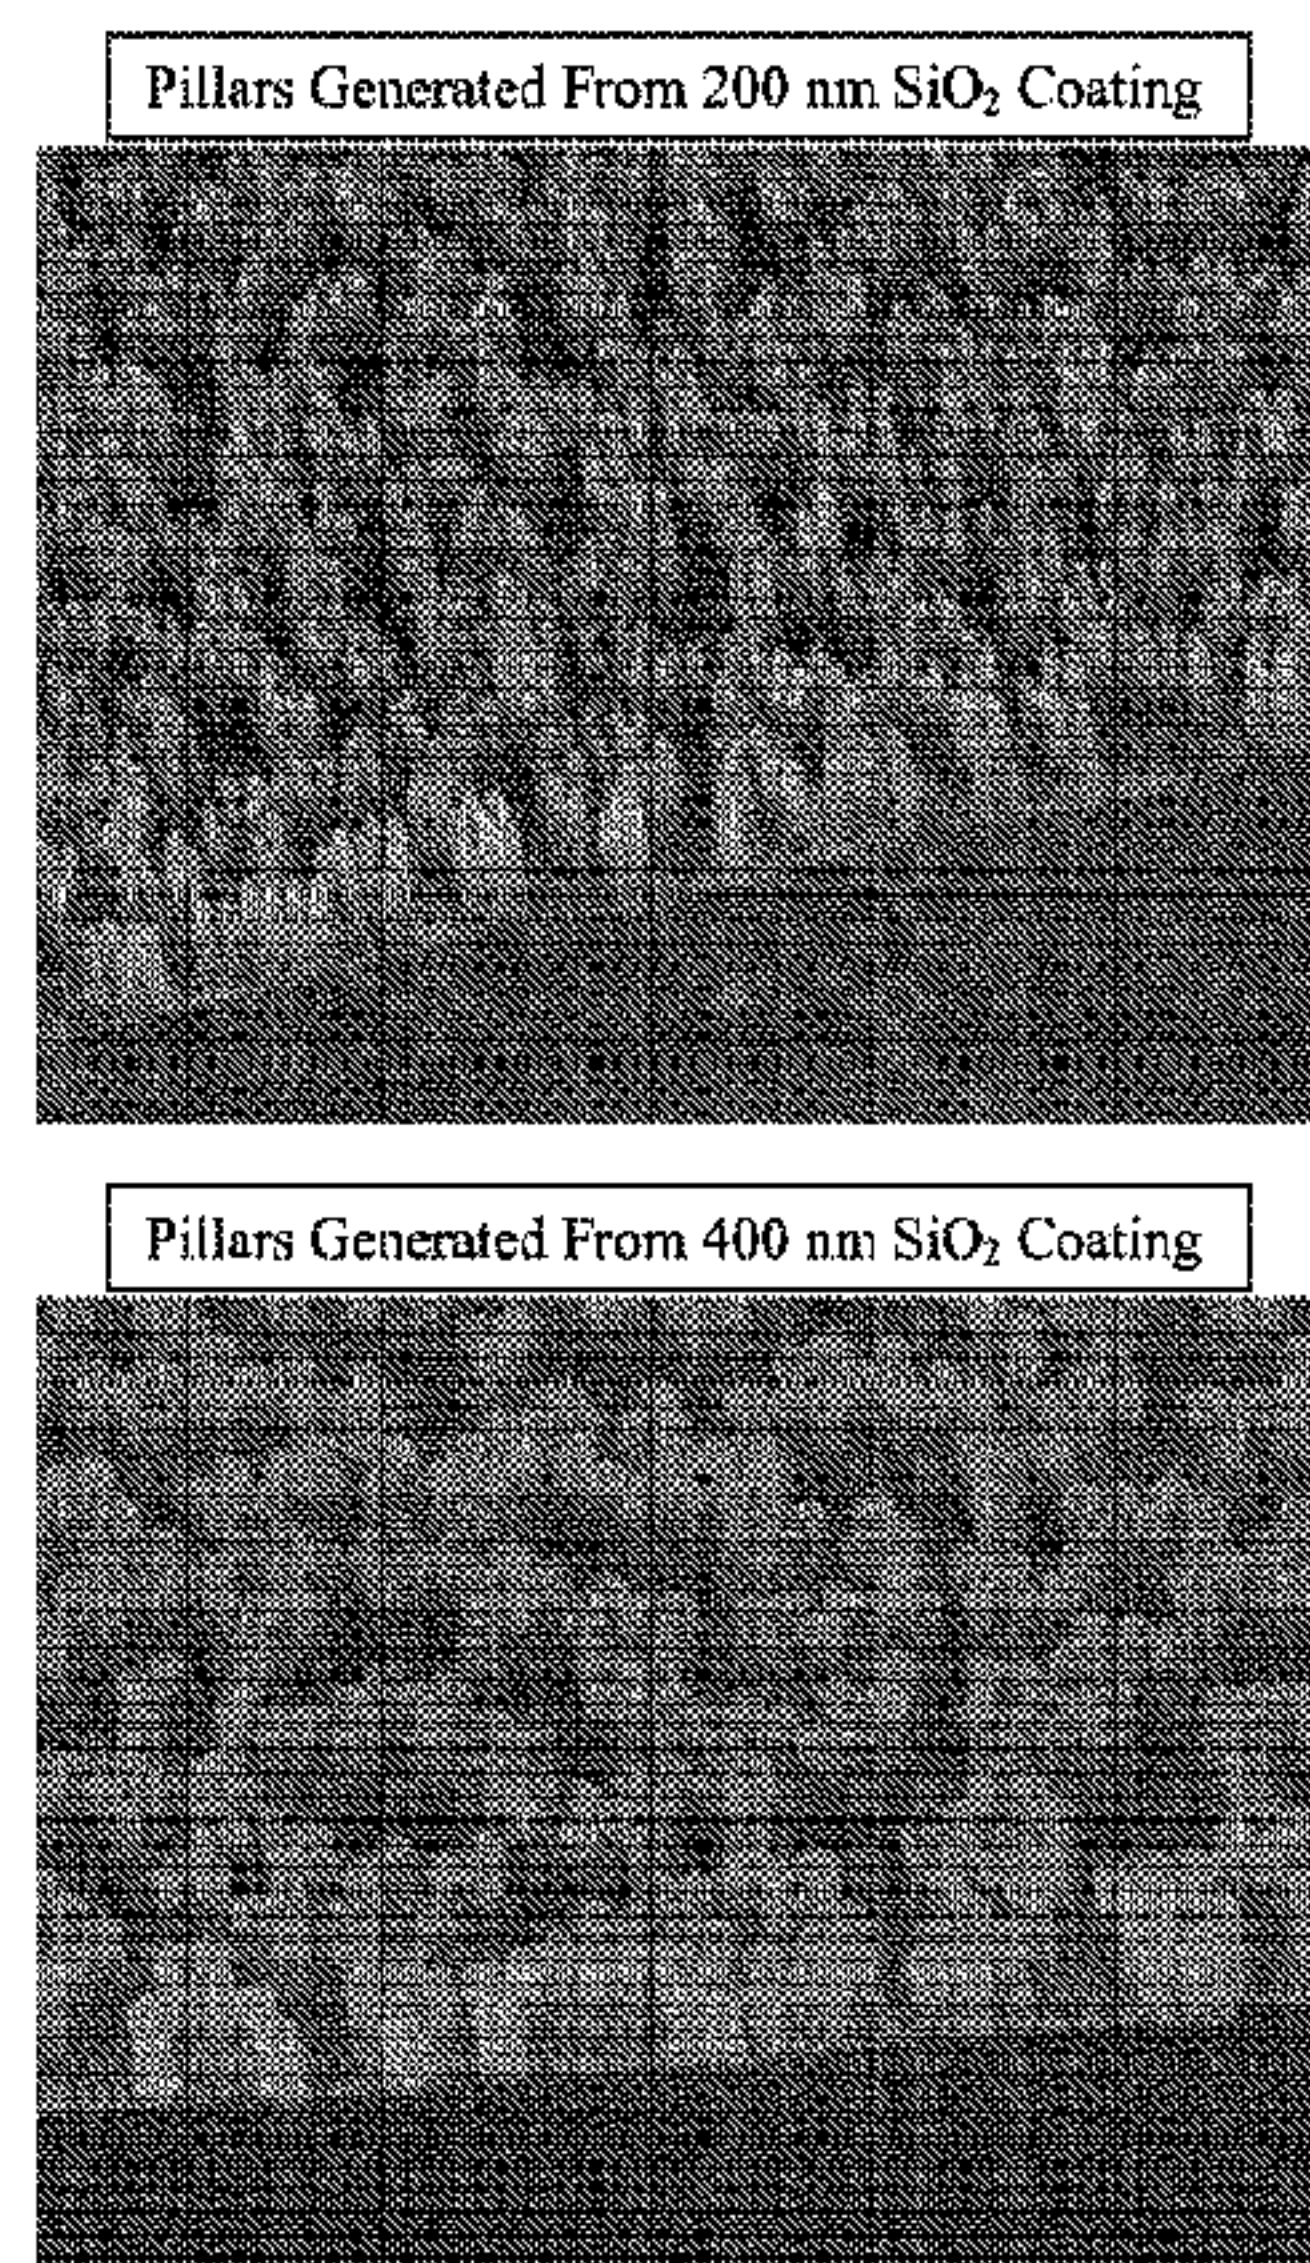 Pillars Generated From 200 nm SiO₂ Coating
Pillars Generated From 400 nm SiO₂ Coating